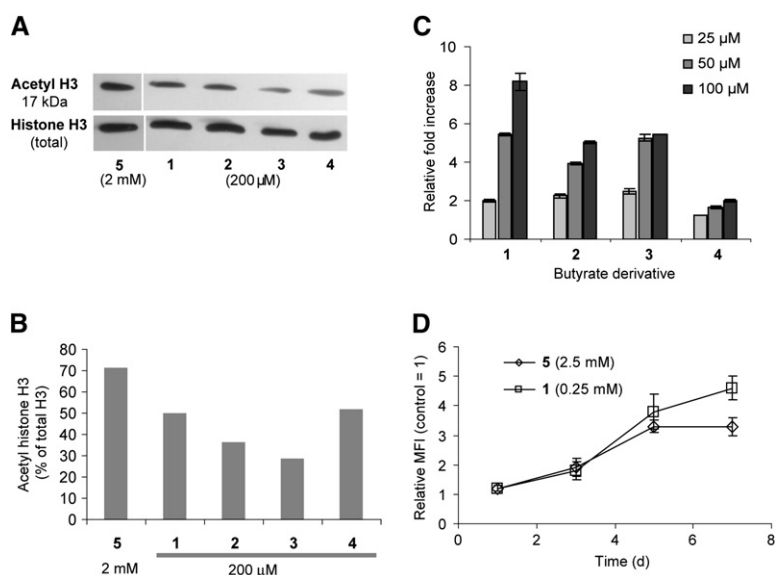 A
Acetyl H3
17 kDa
Histone H3
(total)
5 1 2 3 4
(2 mM) (200 µM)
B
Acetyl histone H3
(% of total H3)
80
70
60
50
40
30
20
10
0
5 1 2 3 4
2 mM 200 µM
C
25 µM
50 µM
100 µM
Relative fold increase
10
8
6
4
2
0
1 2 3 4
Butyrate derivative
D
5 (2.5 mM)
1 (0.25 mM)
Relative MFI (control = 1)
6
5
4
3
2
1
0
0 2 4 6 8
Time (d)